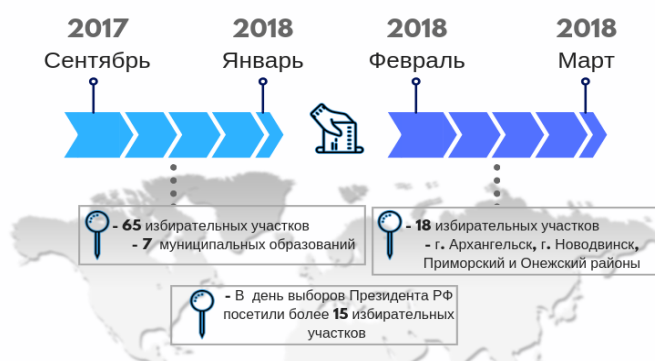 2017
Сентябрь
2018
Январь
2018
Февраль
2018
Март
- 65 избирательных участков
- 7 муниципальных образований
- 18 избирательных участков
- г. Архангельск, г. Новодвинск,
Приморский и Онежский районы
- В день выборов Президента РФ
посетили более 15 избирательных
участков